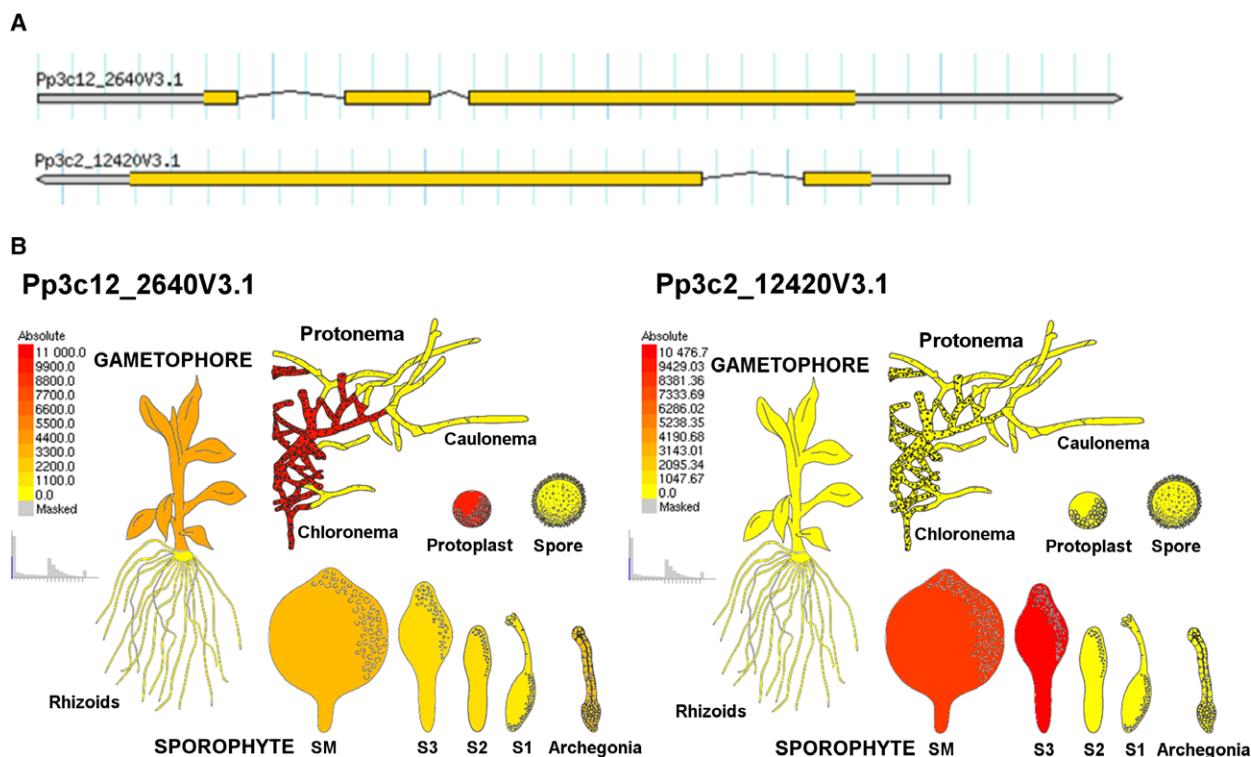 A
Pp3c12_2640V3.1
Pp3c2_12420V3.1
B
Pp3c12_2640V3.1
Absolute
11 000.0
9900.0
8800.0
7700.0
6600.0
5500.0
4400.0
3300.0
2200.0
1100.0
0.0
Masked
GAMETOPHORE
Protonema
Caulonema
Chloronema
Protoplast
Spore
Rhizoids
SPOROPHYTE
SM
S3
S2
S1
Archegonia
Pp3c2_12420V3.1
Absolute
10 476.7
9429.03
8381.36
7333.69
6286.02
5238.35
4190.68
3143.01
2095.34
1047.67
0.0
Masked
GAMETOPHORE
Protonema
Caulonema
Chloronema
Protoplast
Spore
Rhizoids
SPOROPHYTE
SM
S3
S2
S1
Archegonia